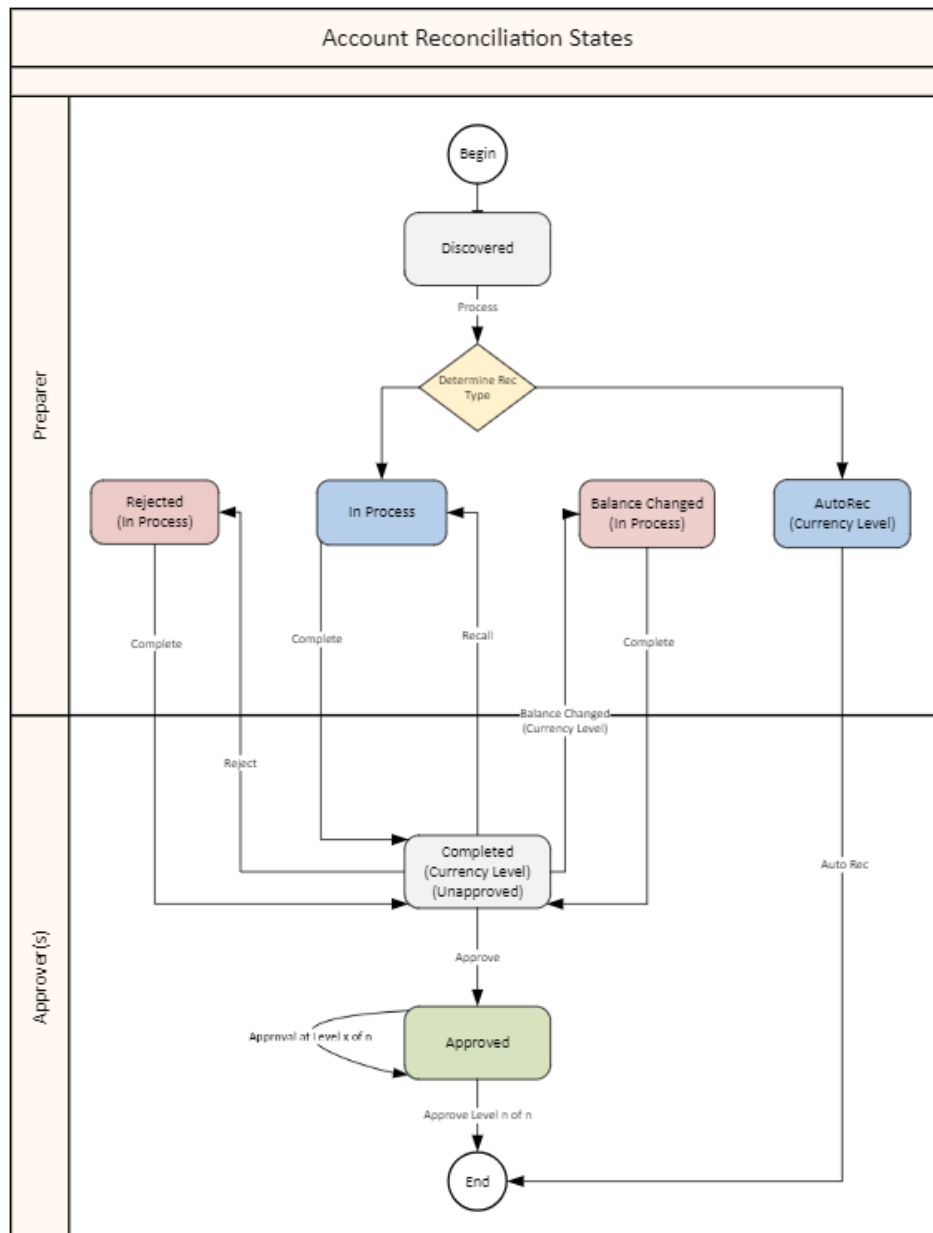 Account Reconciliation States
Preparer
Begin
Discovered
Process
Determine Rec
Type
Rejected
(In Process)
In Process
Balance Changed
(In Process)
AutoRec
(Currency Level)
Complete
Complete
Recall
Complete
Balance Changed
(Currency Level)
Reject
Approver(s)
Completed
(Currency Level)
(Unapproved)
Auto Rec
Approve
Approval at Level x of n
Approved
Approve Level n of n
End